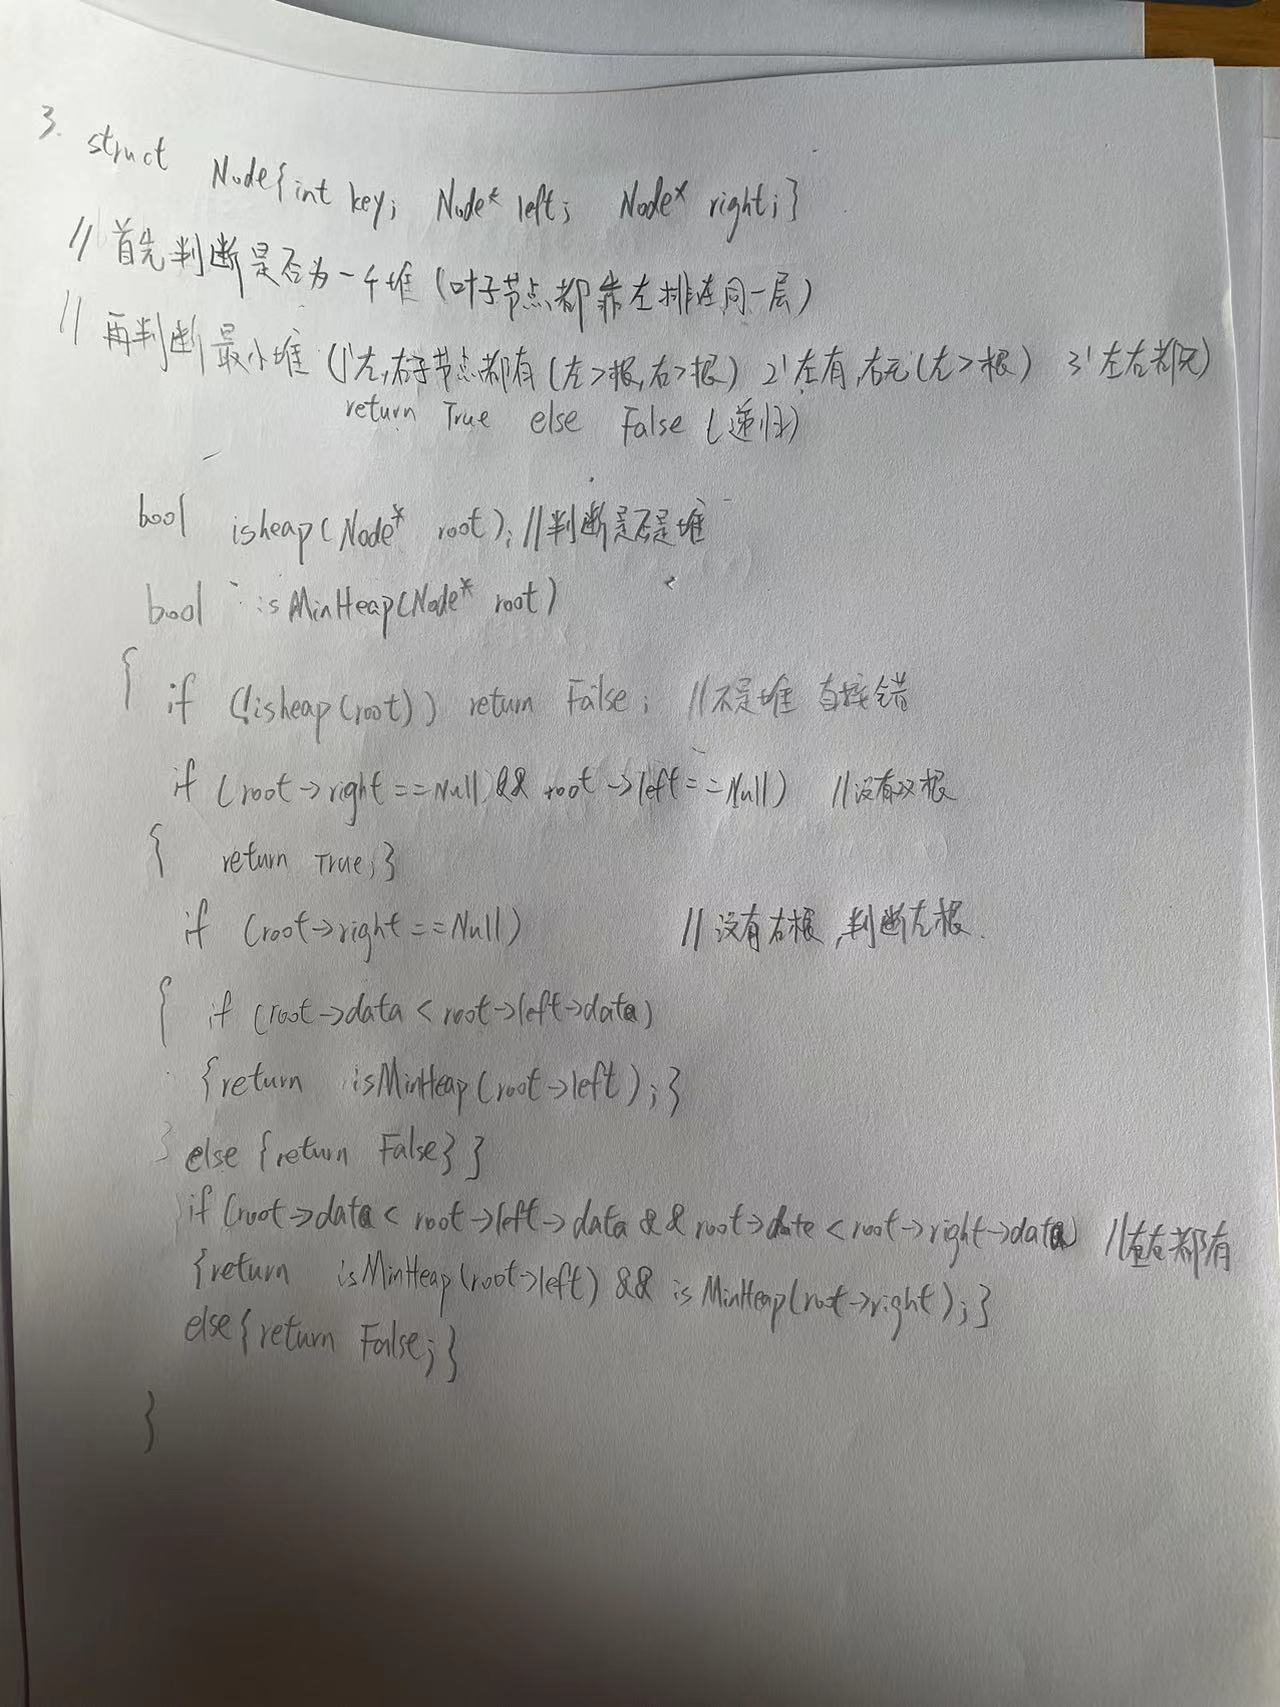 3. struct Node{int key; Node* left; Node* right;}
// 首先判断是否为一个堆(叶子节点都靠左排在同一层)
// 再判断最小堆(1'左,右子节点都有(左>根,右>根) 2'左有,右无(左>根) 3'左右都无)
return True else False (递归)
bool isheap(Node* root); //判断是否是堆
bool isMinHeap(Node* root)
{ if (!isheap(root)) return False; //不是堆 直接错
if (root->right==Null && root->left==Null) //没有双根
{ return True;}
if (root->right==Null) //没有右根,判断左根.
{ if (root->data < root->left->data)
{return isMinHeap(root->left);}
} else {return False} }
if (root->data < root->left->data && root->date < root->right->data) //左右都有
{return isMinHeap(root->left) && isMinHeap(root->right);}
else{return False;}
}